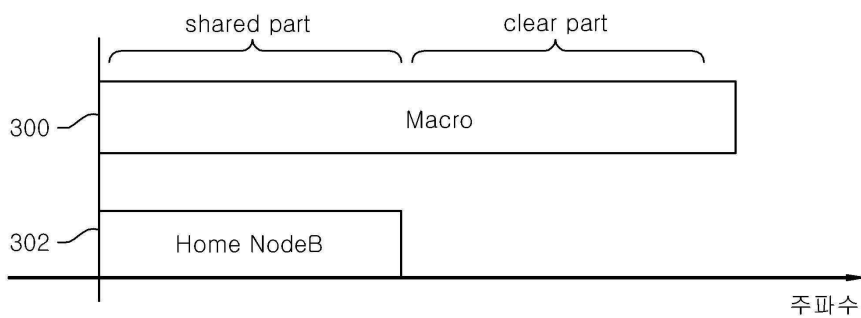 shared part
clear part
300
Macro
302
Home NodeB
주파수